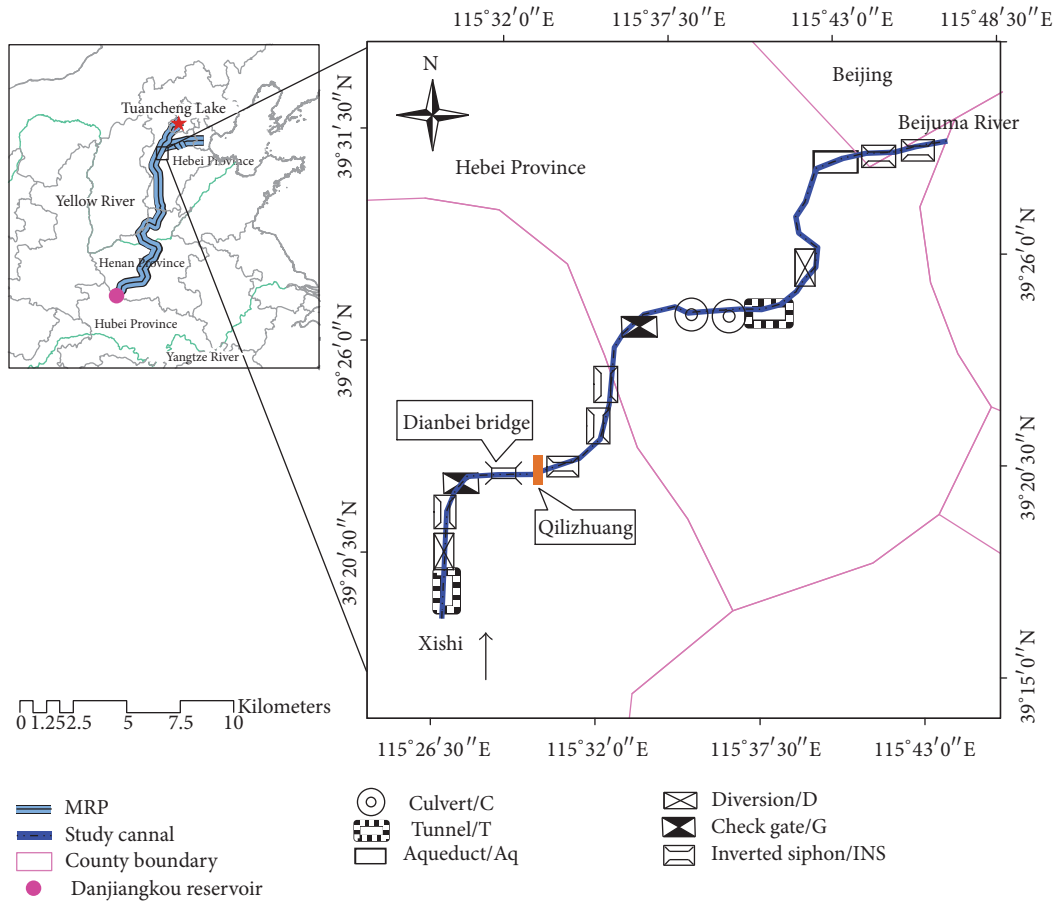 115°32′0″E 115°37′30″E 115°43′0″E 115°48′30″E
N
Beijing
Tuancheng Lake
Hebei Province
Yellow River
Henan Province
Hubei Province
Yangtze River
Hebei Province
Beijuma River
39°31′30″N
39°26′0″N
39°20′30″N
39°26′0″N
39°20′30″N
39°15′0″N
Dianbei bridge
Qilizhuang
Xishi
115°26′30″E 115°32′0″E 115°37′30″E 115°43′0″E
Kilometers
0 1.25 2.5 5 7.5 10
MRP
Study cannal
County boundary
Danjiangkou reservoir
Culvert/C
Tunnel/T
Aqueduct/Aq
Diversion/D
Check gate/G
Inverted siphon/INS